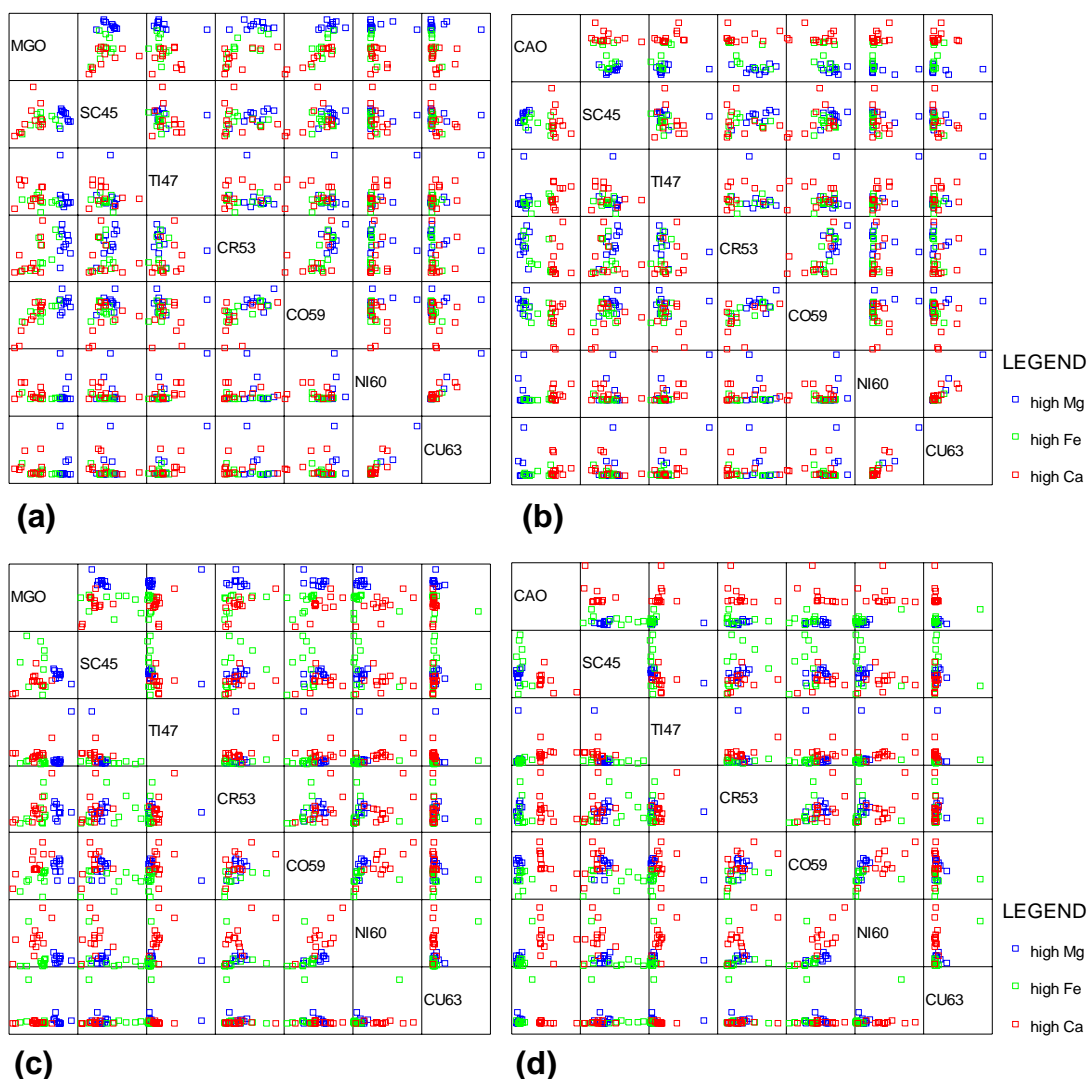 MGO
SC45
TI47
CR53
CO59
NI60
CU63
(a)
CAO
SC45
TI47
CR53
CO59
NI60
CU63
(b)
LEGEND
high Mg
high Fe
high Ca
MGO
SC45
TI47
CR53
CO59
NI60
CU63
(c)
CAO
SC45
TI47
CR53
CO59
NI60
CU63
(d)
LEGEND
high Mg
high Fe
high Ca